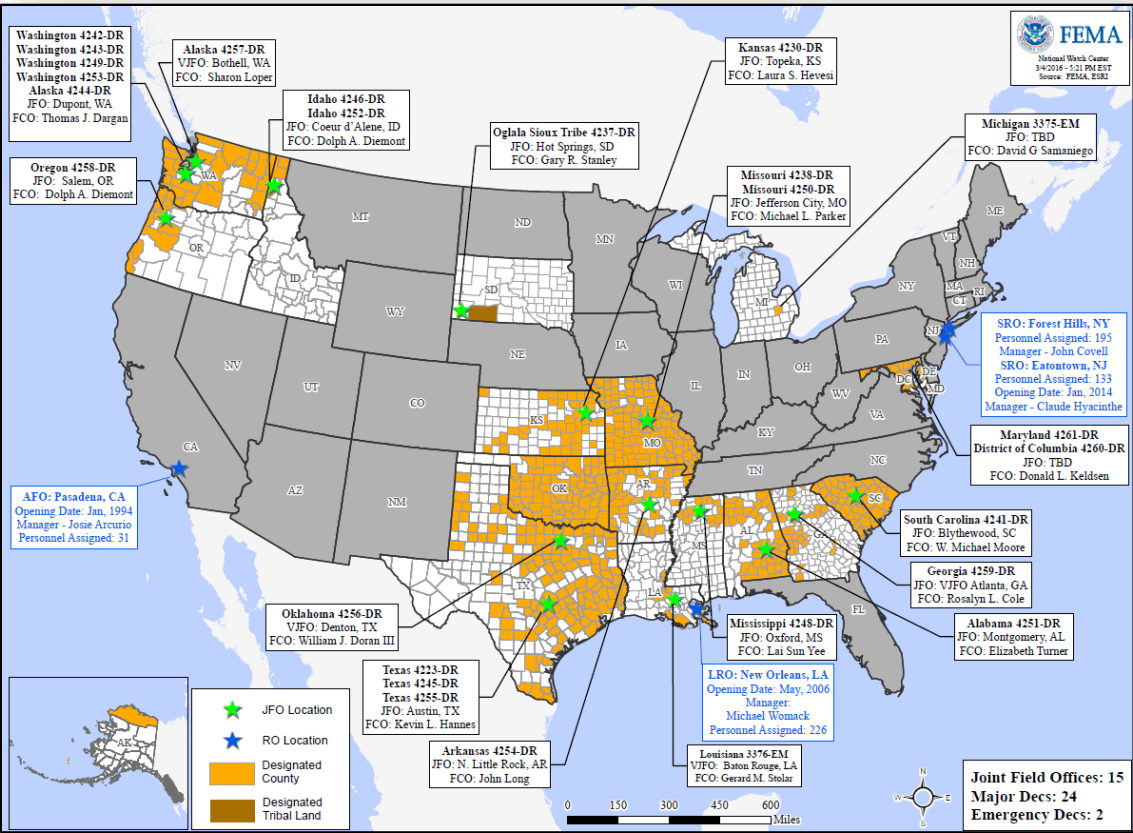 Washington 4242-DR
Washington 4243-DR
Washington 4249-DR
Washington 4253-DR
Alaska 4244-DR
JFO: Dupont, WA
FCO: Thomas J. Dargan
Alaska 4257-DR
VJFO: Bothell, WA
FCO: Sharon Loper
Idaho 4246-DR
Idaho 4252-DR
JFO: Coeur d'Alene, ID
FCO: Dolph A. Diemont
Oglala Sioux Tribe 4237-DR
JFO: Hot Springs, SD
FCO: Gary R. Stanley
Kansas 4230-DR
JFO: Topeka, KS
FCO: Laura S. Hevesi
FEMA
National Watch Center
3/4/2016 - 5:21 PM EST
Source: FEMA, ESRI
Michigan 3375-EM
JFO: TBD
FCO: David G Samaniego
Missouri 4238-DR
Missouri 4250-DR
JFO: Jefferson City, MO
FCO: Michael L. Parker
Oregon 4258-DR
JFO: Salem, OR
FCO: Dolph A. Diemont
WA
MT
ND
MN
ME
VT
NH
OR
ID
SD
WI
MI
NY
MA
RI
CT
WY
IA
PA
NJ
NE
NV
UT
CO
IL
IN
OH
DE
DC
MD
WV
VA
KS
MO
KY
CA
NC
TN
AZ
NM
OK
AR
SC
MS
AL
GA
TX
LA
FL
AK
SRO: Forest Hills, NY
Personnel Assigned: 195
Manager - John Covell
SRO: Eatontown, NJ
Personnel Assigned: 133
Opening Date: Jan, 2014
Manager - Claude Hyacinthe
Maryland 4261-DR
District of Columbia 4260-DR
JFO: TBD
FCO: Donald L. Keldsen
AFO: Pasadena, CA
Opening Date: Jan, 1994
Manager - Josie Arcurio
Personnel Assigned: 31
South Carolina 4241-DR
JFO: Blythewood, SC
FCO: W. Michael Moore
Georgia 4259-DR
JFO: VJFO Atlanta, GA
FCO: Rosalyn L. Cole
Oklahoma 4256-DR
VJFO: Denton, TX
FCO: William J. Doran III
Mississippi 4248-DR
JFO: Oxford, MS
FCO: Lai Sun Yee
Alabama 4251-DR
JFO: Montgomery, AL
FCO: Elizabeth Turner
Texas 4223-DR
Texas 4245-DR
Texas 4255-DR
JFO: Austin, TX
FCO: Kevin L. Hannes
LRO: New Orleans, LA
Opening Date: May, 2006
Manager:
Michael Womack
Personnel Assigned: 226
Arkansas 4254-DR
JFO: N. Little Rock, AR
FCO: John Long
Louisiana 3376-EM
VJFO: Baton Rouge, LA
FCO: Gerard M. Stolar
JFO Location
RO Location
Designated
County
Designated
Tribal Land
0 150 300 450 600
Miles
N
W E
S
Joint Field Offices: 15
Major Decs: 24
Emergency Decs: 2